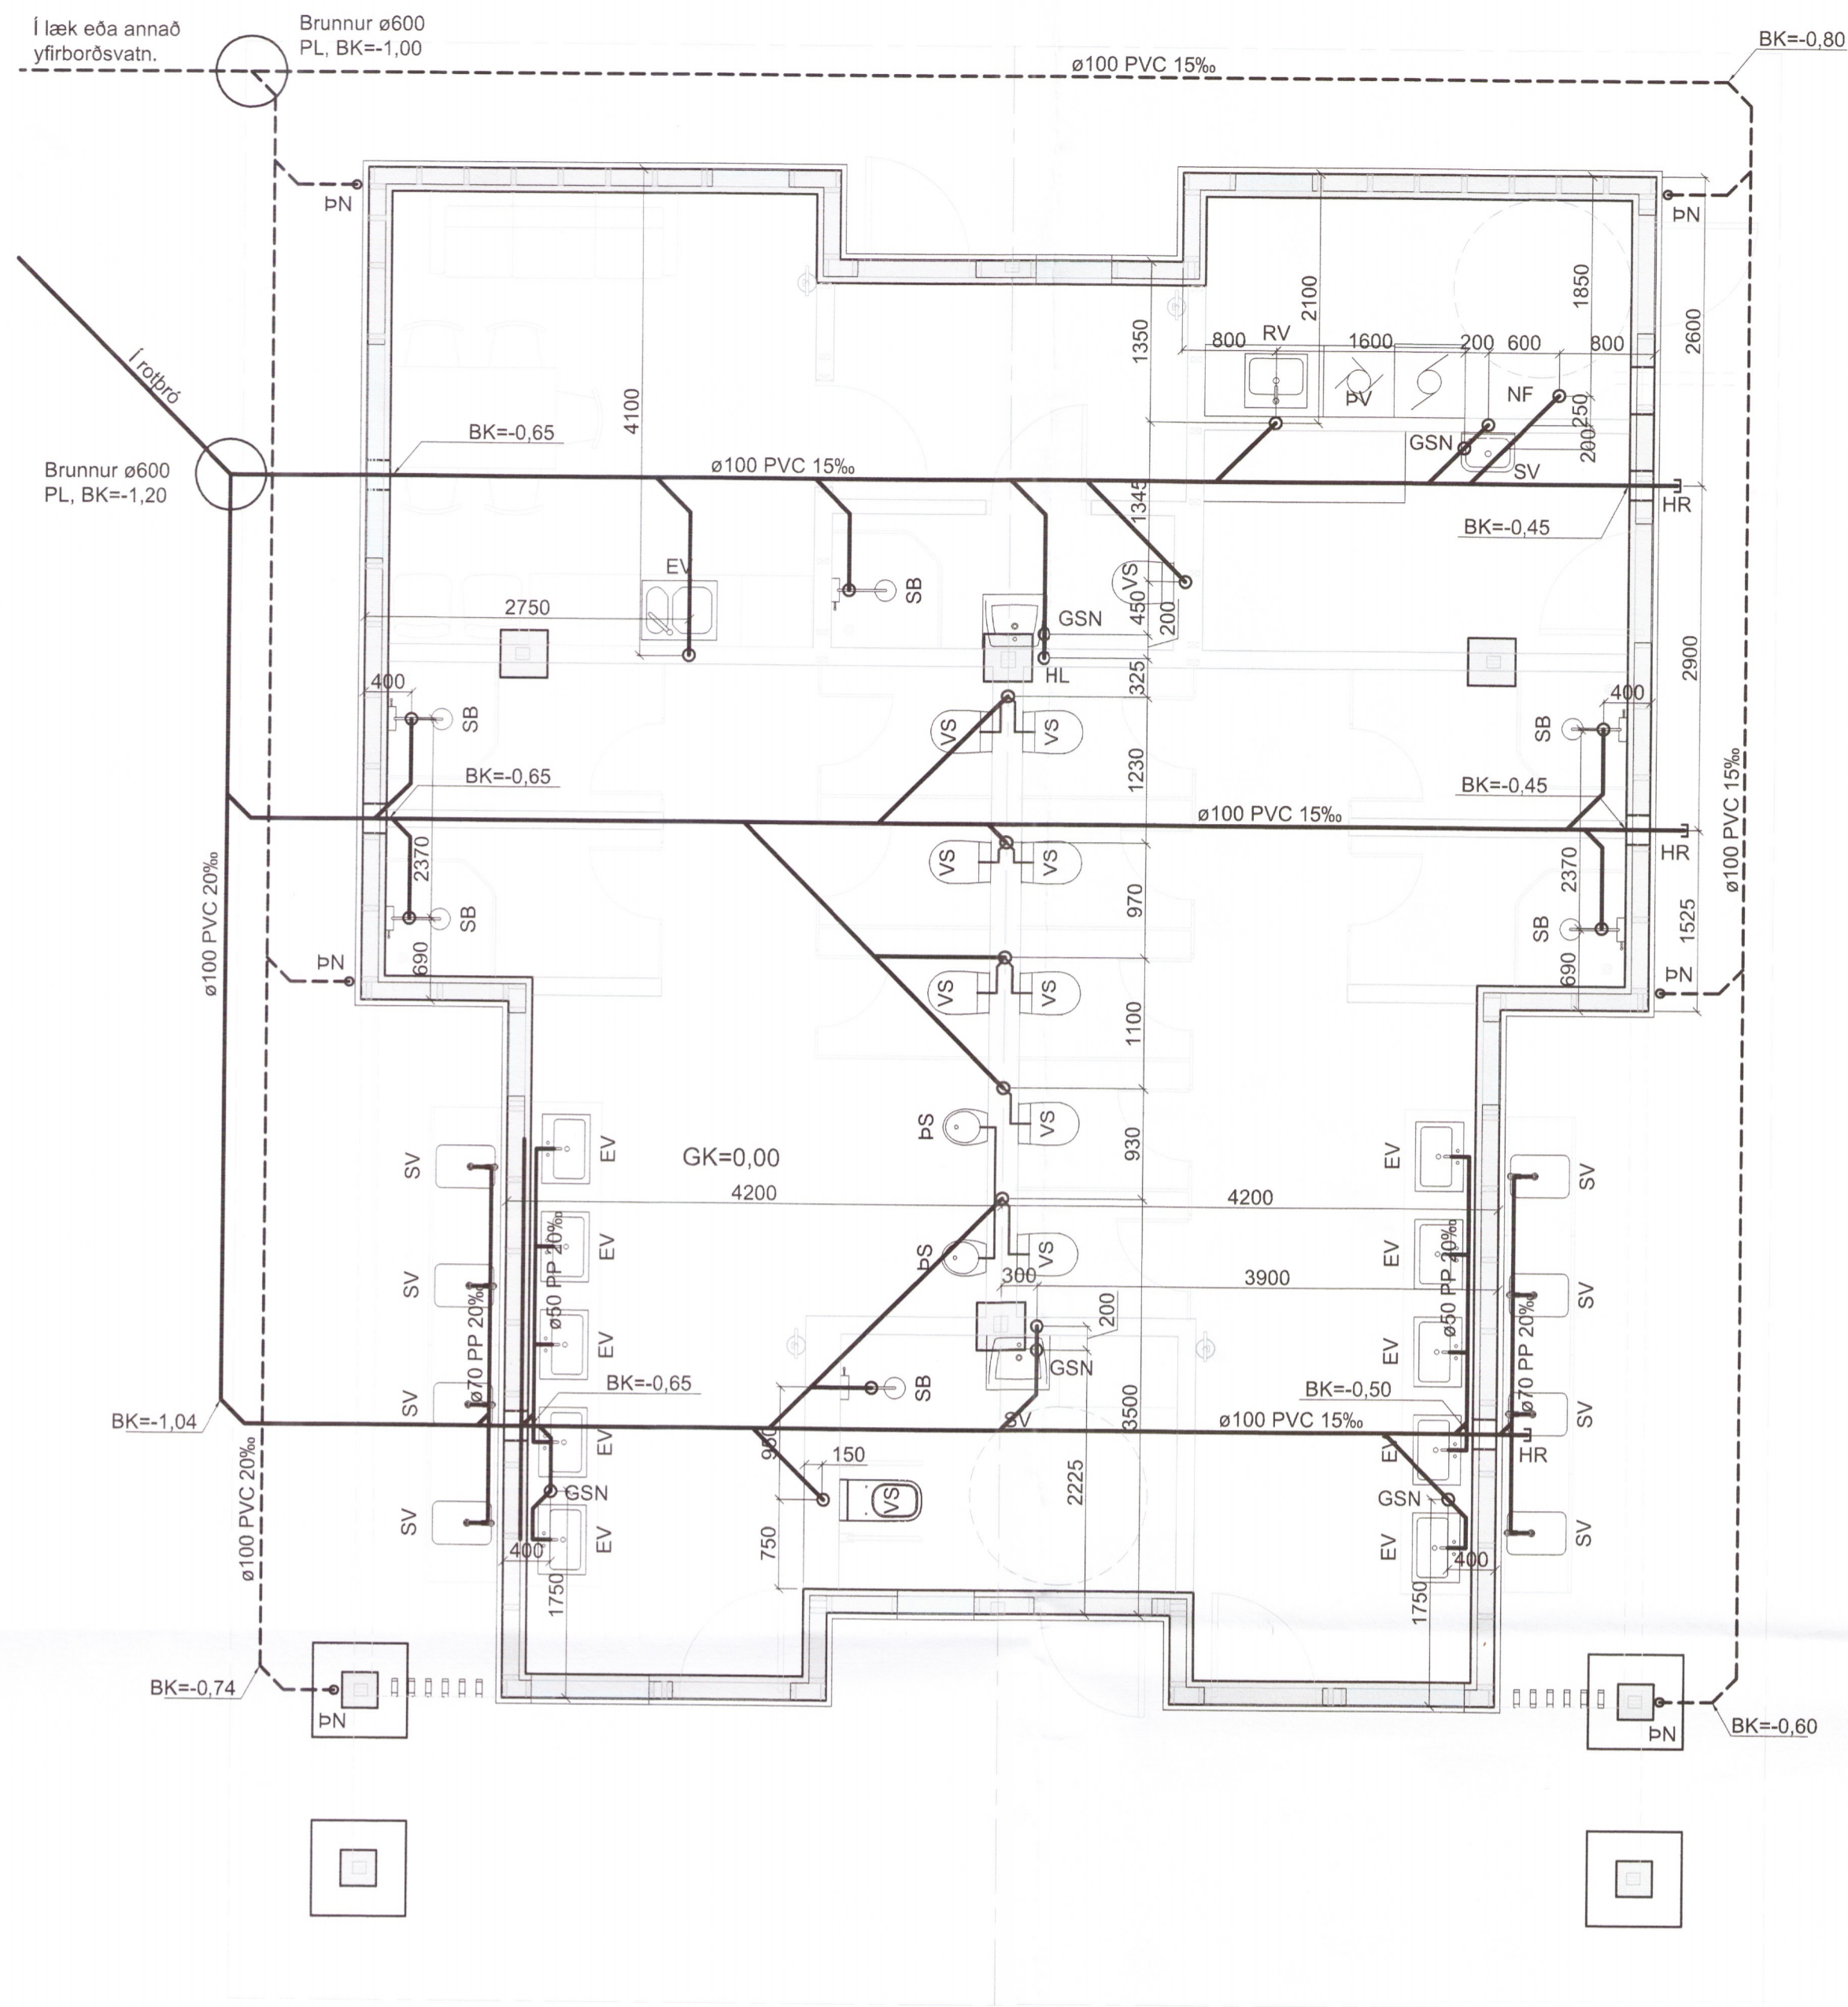 Í læk eða annað
yfirborðsvatn.
Brunnur ø600
PL, BK=-1,00
ø100 PVC 15‰
BK=-0,80
ÞN
ÞN
Í rotþró
Brunnur ø600
PL, BK=-1,20
BK=-0,65
ø100 PVC 15‰
4100
1350
2100
1850
2600
800
RV
1600
200
600
800
ÞV
NF
250
200
GSN
SV
HR
BK=-0,45
1345
EV
2750
SB
VS
450
200
GSN
HL
325
2900
400
SB
VS
VS
400
SB
1230
BK=-0,65
BK=-0,45
ø100 PVC 15‰
ø100 PVC 15‰
HR
2370
VS
VS
2370
970
1525
SB
SB
690
690
ø100 PVC 20‰
ÞN
ÞN
VS
VS
1100
ÞS
VS
930
GK=0,00
4200
4200
SV
EV
EV
SV
SV
EV
EV
SV
ø50 PP 20‰
ø50 PP 20‰
ÞS
VS
300
3900
200
ø70 PP 20‰
ø70 PP 20‰
EV
EV
GSN
BK=-0,65
SB
BK=-0,50
SV
SV
BK=-1,04
SV
3500
ø100 PVC 15‰
HR
EV
EV
950
150
2225
GSN
VS
GSN
SV
EV
EV
SV
400
750
400
1750
1750
ø100 PVC 20‰
BK=-0,74
ÞN
ÞN
BK=-0,60